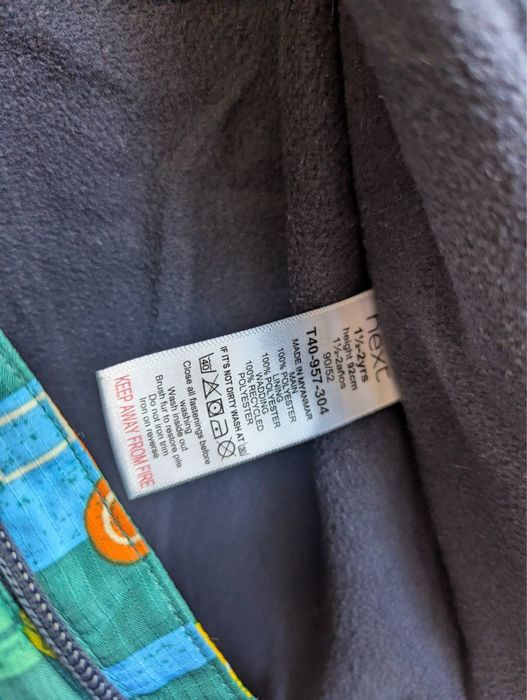 next
1½-2yrs
height 92cm
1½-2años
90/52
T40-957-304
MADE IN MYANMAR
MAIN
100% POLYESTER
LINING
100% POLYESTER
WADDING
100% RECYCLED
POLYESTER
IF IT'S NOT DIRTY WASH AT 30
40
Close all fastenings before
washing
Wash inside out
Brush fur to restore pile
Do not iron trim
Iron on reverse
KEEP AWAY FROM FIRE